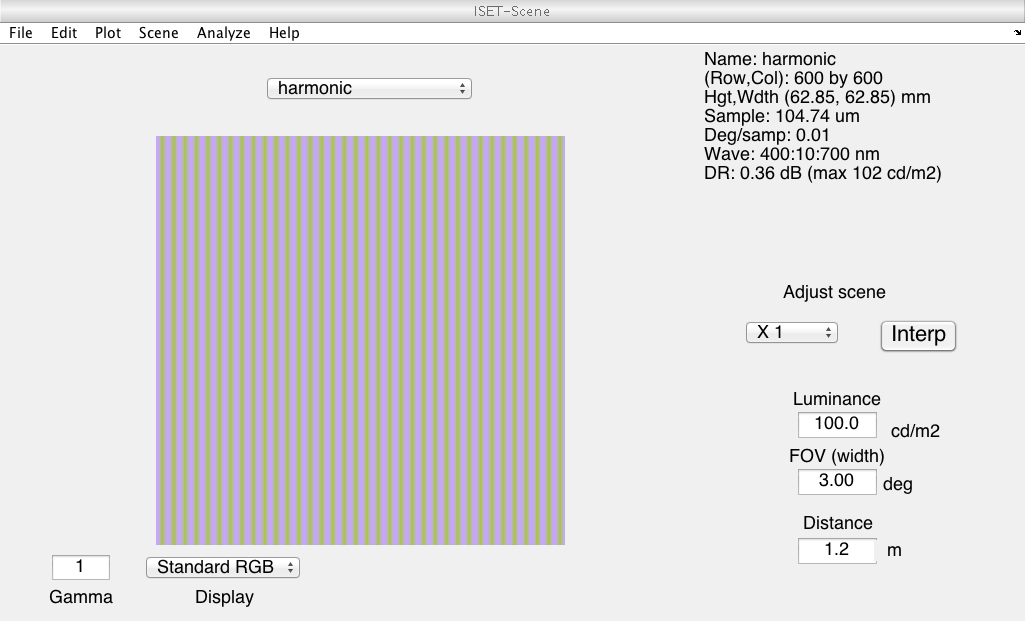 ISET-Scene
File Edit Plot Scene Analyze Help
harmonic
Name: harmonic
(Row,Col): 600 by 600
Hgt,Wdth (62.85, 62.85) mm
Sample: 104.74 um
Deg/samp: 0.01
Wave: 400:10:700 nm
DR: 0.36 dB (max 102 cd/m2)
Adjust scene
X 1 Interp
Luminance
100.0 cd/m2
FOV (width)
3.00 deg
Distance
1.2 m
1 Standard RGB
Gamma Display